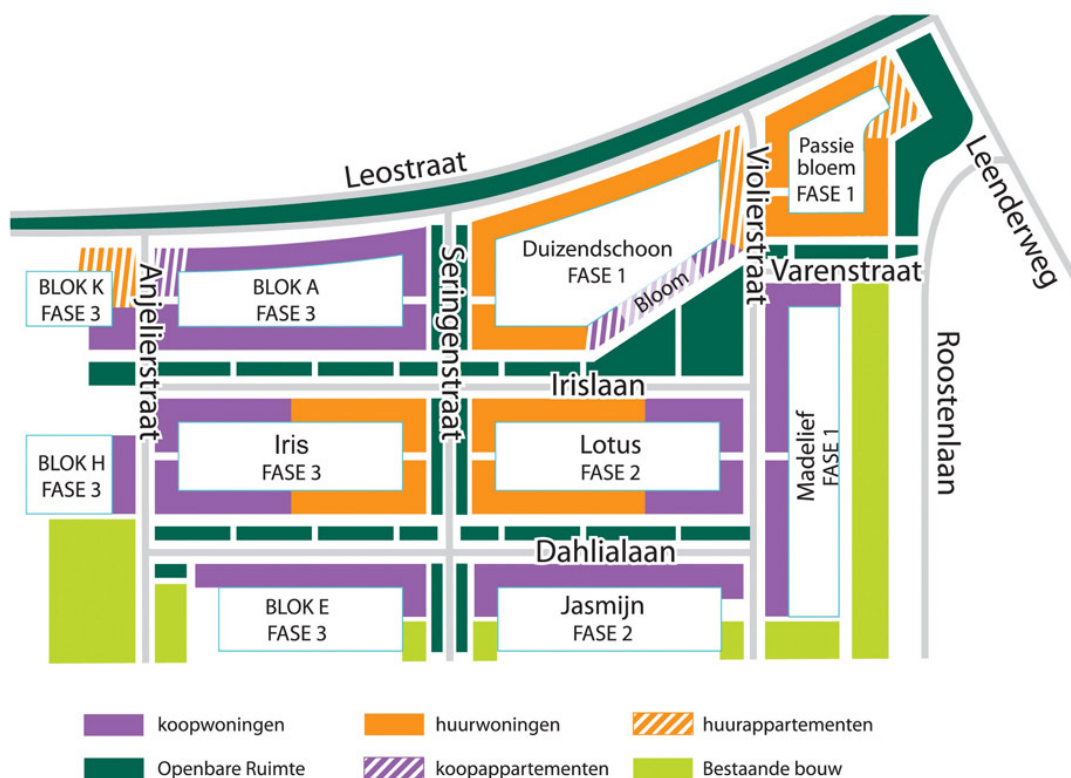 Leostraat
Leenderweg
Violierstraat
Passie
bloem
FASE 1
Duizendschoon
FASE 1
Bloom
Varenstraat
Seringenstraat
Anjelierstraat
BLOK K
FASE 3
BLOK A
FASE 3
Irislaan
Roostenlaan
Madelief
FASE 1
BLOK H
FASE 3
Iris
FASE 3
Lotus
FASE 2
Dahlialaan
BLOK E
FASE 3
Jasmijn
FASE 2
koopwoningen
huurwoningen
huurappartementen
Openbare Ruimte
koopappartementen
Bestaande bouw